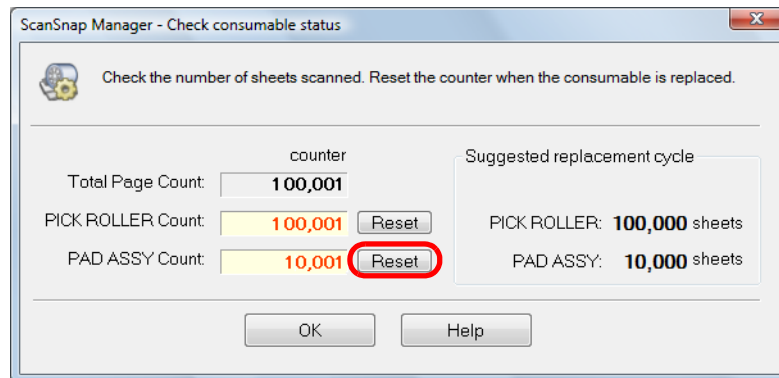 ScanSnap Manager - Check consumable status
Check the number of sheets scanned. Reset the counter when the consumable is replaced.
counter
Suggested replacement cycle
Total Page Count: 100,001
PICK ROLLER Count: 100,001 Reset
PICK ROLLER: 100,000 sheets
PAD ASSY Count: 10,001 Reset
PAD ASSY: 10,000 sheets
OK
Help